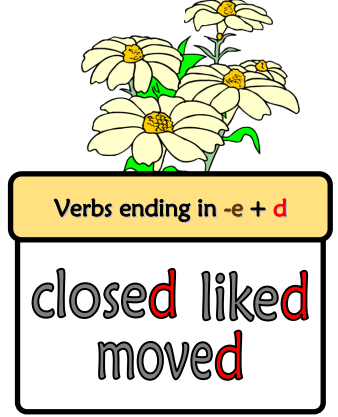 Verbs ending in -e + d
closed liked
moved